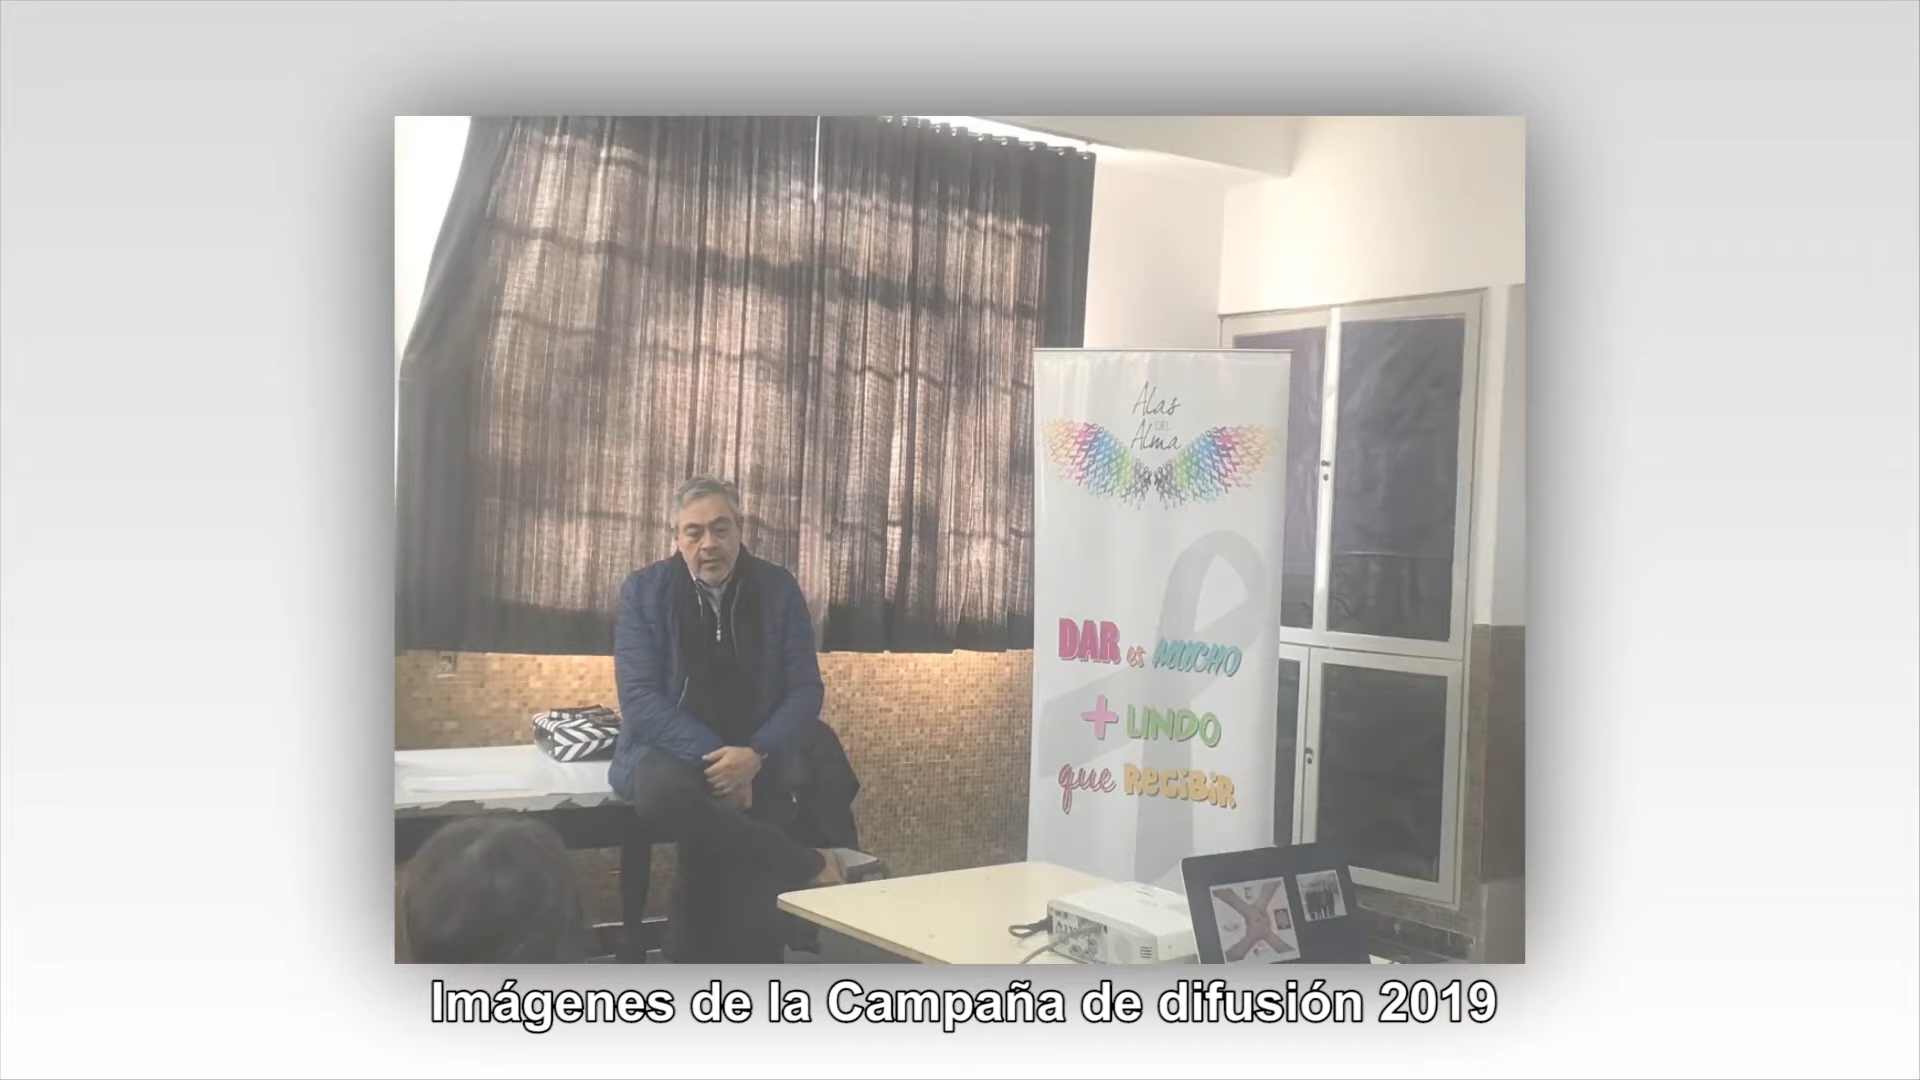 Alas
DEL
Alma
DAR es MUCHO
+ LINDO
que RECIBIR
Imágenes de la Campaña de difusión 2019